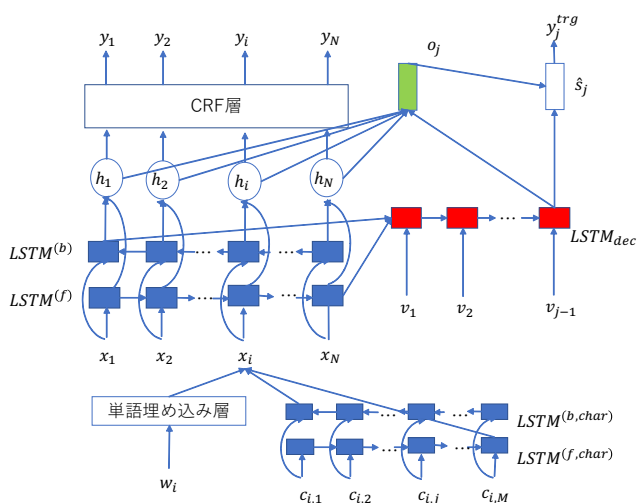 y_1 y_2 y_i y_N o_j y_j^{trg}
CRF層
ŝ_j
h_1 h_2 h_i h_N
LSTM^{(b)} ... ... ... LSTM_{dec}
LSTM^{(f)} ... ... v_1 v_2 v_{j-1}
x_1 x_2 x_i x_N
単語埋め込み層
... ... LSTM^{(b,char)}
... ... LSTM^{(f,char)}
w_i c_{i,1} c_{i,2} c_{i,j} c_{i,M}